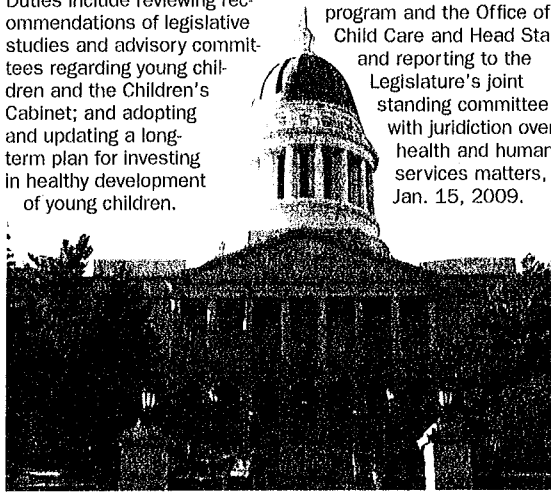 Duties include reviewing rec-
ommendations of legislative
studies and advisory commit-
tees regarding young chil-
dren and the Children's
Cabinet; and adopting
and updating a long-
term plan for investing
in healthy development
of young children.
program and the Office of
Child Care and Head Sta
and reporting to the
Legislature's joint
standing committee
with juridiction over
health and human
services matters,
Jan. 15, 2009.